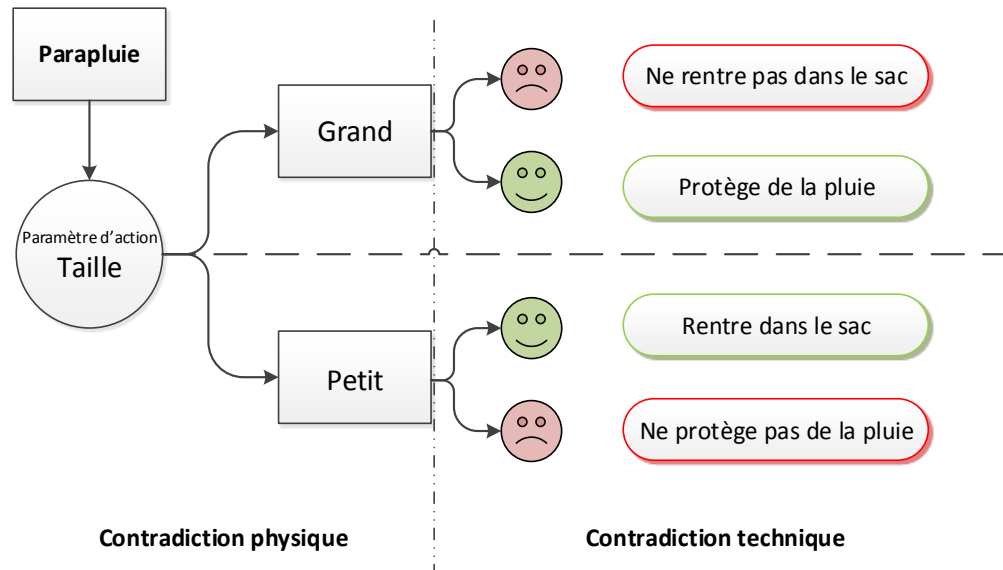 Parapluie
Ne rentre pas dans le sac
Grand
Protège de la pluie
Paramètre d'action
Taille
Rentre dans le sac
Petit
Ne protège pas de la pluie
Contradiction physique
Contradiction technique